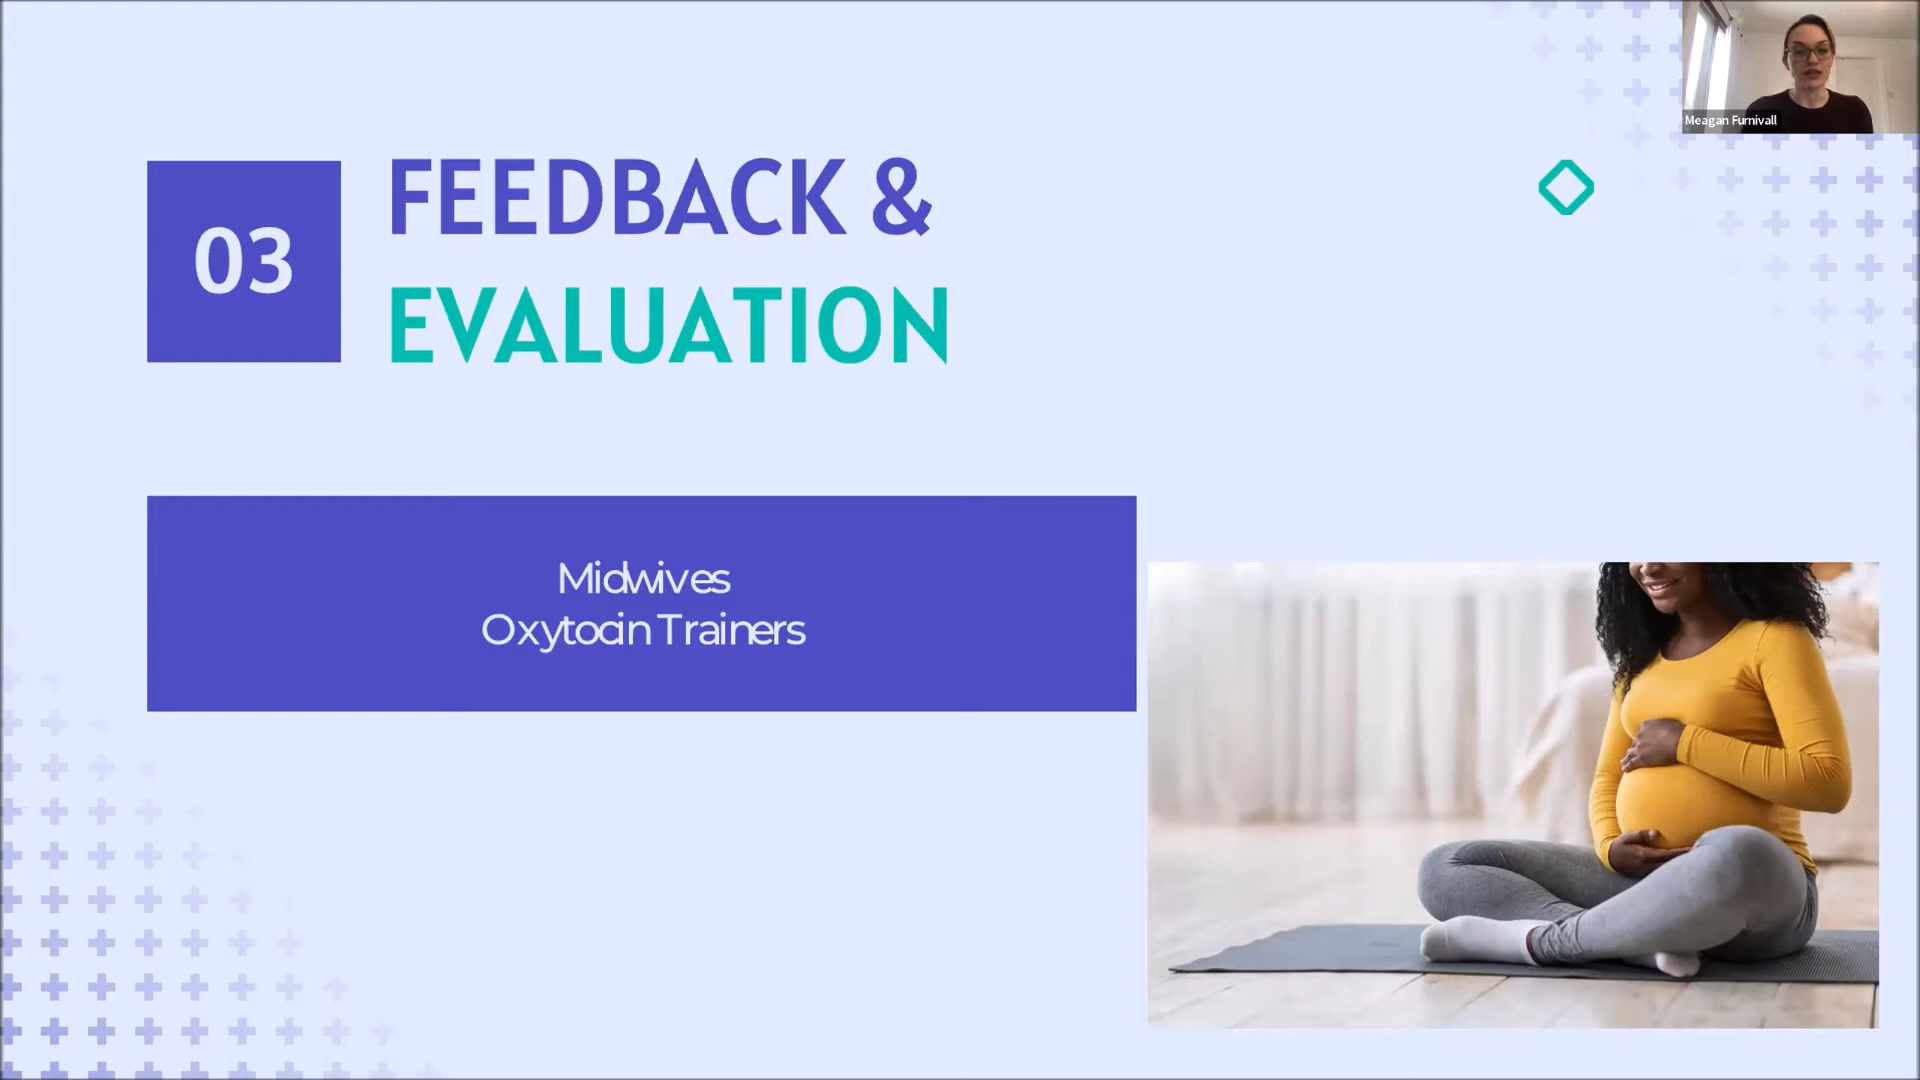 03
FEEDBACK &
EVALUATION
Midwives
Oxytocin Trainers
Meagan Furnivall